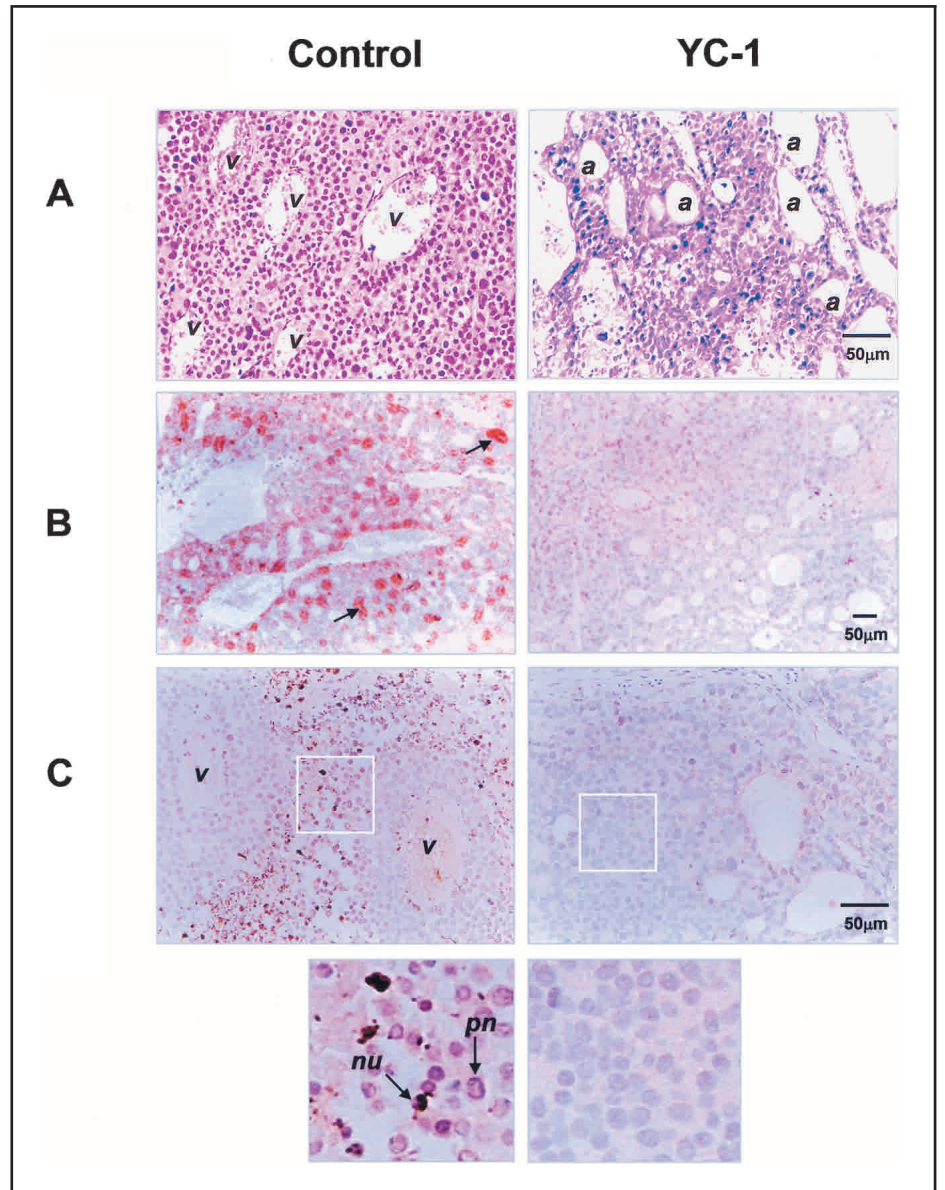 Control YC-1
A
v v v v v
a a a a a
50μm
B
50μm
C
v v
50μm
pn
nu